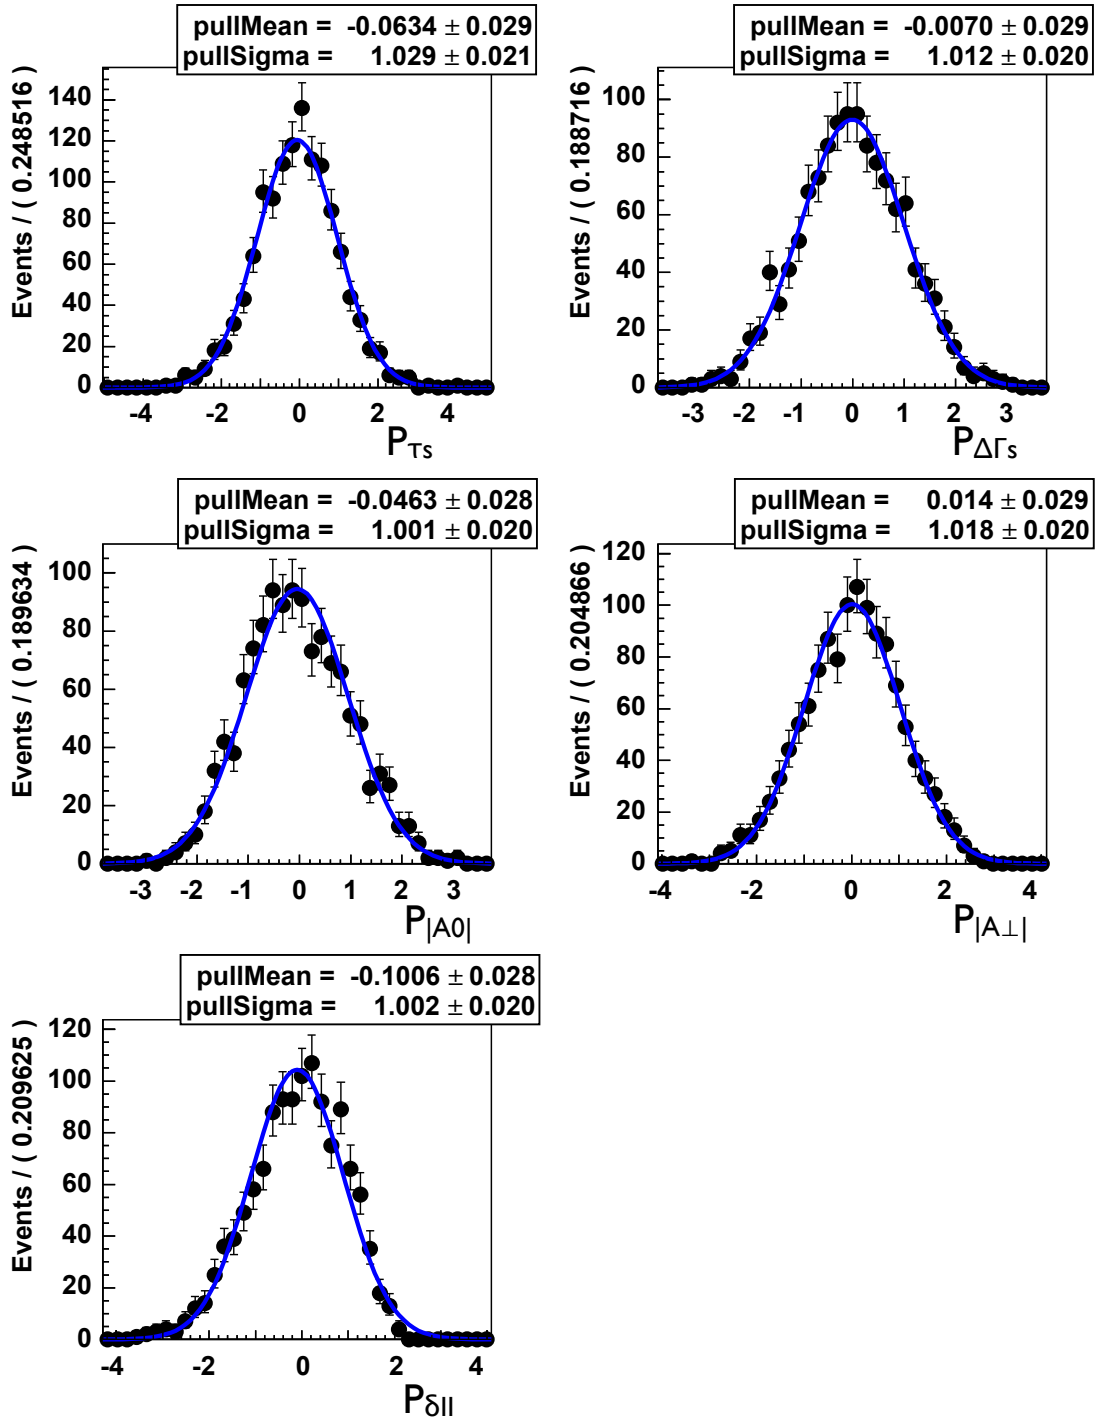 pullMean = -0.0634 ± 0.029
pullSigma = 1.029 ± 0.021
Events / ( 0.248516 )
140
120
100
80
60
40
20
0
-4 -2 0 2 4
Pτs
pullMean = -0.0070 ± 0.029
pullSigma = 1.012 ± 0.020
Events / ( 0.188716 )
100
80
60
40
20
0
-3 -2 -1 0 1 2 3
PΔΓs
pullMean = -0.0463 ± 0.028
pullSigma = 1.001 ± 0.020
Events / ( 0.189634 )
100
80
60
40
20
0
-3 -2 -1 0 1 2 3
P|A0|
pullMean = 0.014 ± 0.029
pullSigma = 1.018 ± 0.020
Events / ( 0.204866 )
120
100
80
60
40
20
0
-4 -2 0 2 4
P|A⊥|
pullMean = -0.1006 ± 0.028
pullSigma = 1.002 ± 0.020
Events / ( 0.209625 )
120
100
80
60
40
20
0
-4 -2 0 2 4
Pδll